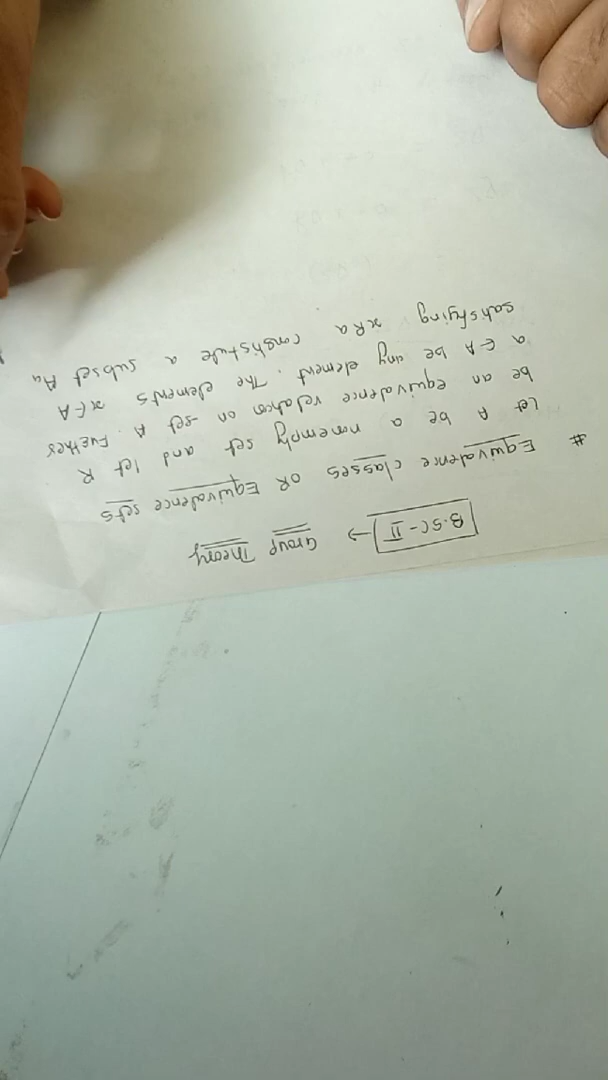 B.SC-II → Group Theory
# Equivalence classes OR Equivalence sets
Let A be a nonempty set and let R
be an equivalence relation on set A. Further
a ∈ A be any element. The elements x ∈ A
satisfying xRa constitute a subset Aa